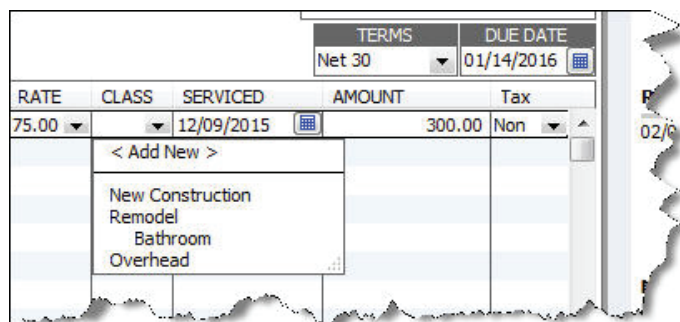 TERMS DUE DATE
Net 30 01/14/2016
RATE CLASS SERVICED AMOUNT Tax
75.00 12/09/2015 300.00 Non
< Add New >
New Construction
Remodel
Bathroom
Overhead